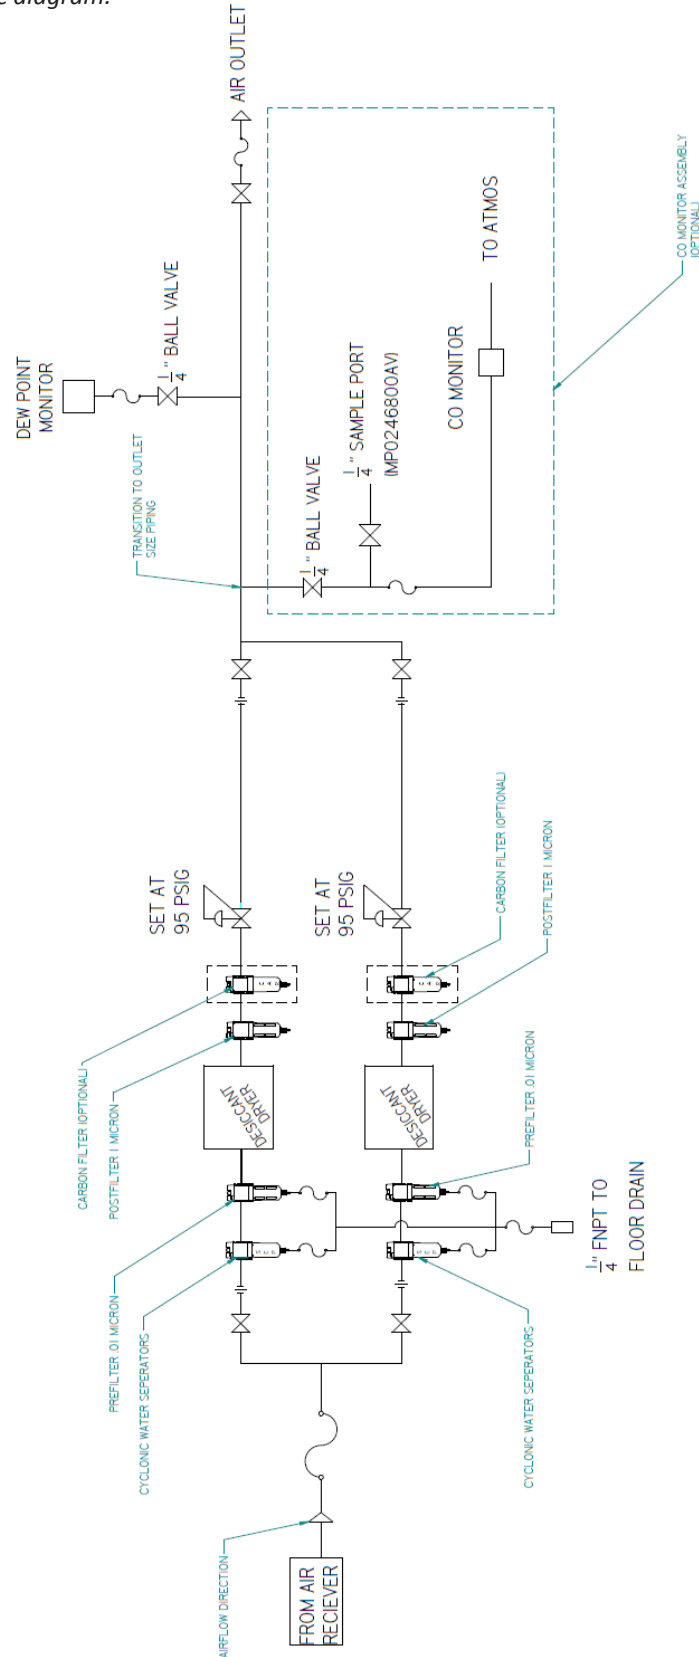 e diagram.
AIR OUTLET
DEW POINT
MONITOR
1/4" BALL VALVE
TRANSITION TO OUTLET
SIZE PIPING
1/4" BALL VALVE
1/4" SAMPLE PORT
(MP0246800AV)
CO MONITOR
TO ATMOS
CO MONITOR ASSEMBLY
(OPTIONAL)
SET AT
95 PSIG
SET AT
95 PSIG
CARBON FILTER (OPTIONAL)
POSTFILTER 1 MICRON
CARBON FILTER (OPTIONAL)
POSTFILTER 1 MICRON
DESICCANT
DRYER
DESICCANT
DRYER
PREFILTER .01 MICRON
CYCLONIC WATER SEPERATORS
PREFILTER .01 MICRON
CYCLONIC WATER SEPERATORS
1/4" FNPT TO
FLOOR DRAIN
AIRFLOW DIRECTION
FROM AIR
RECIEVER